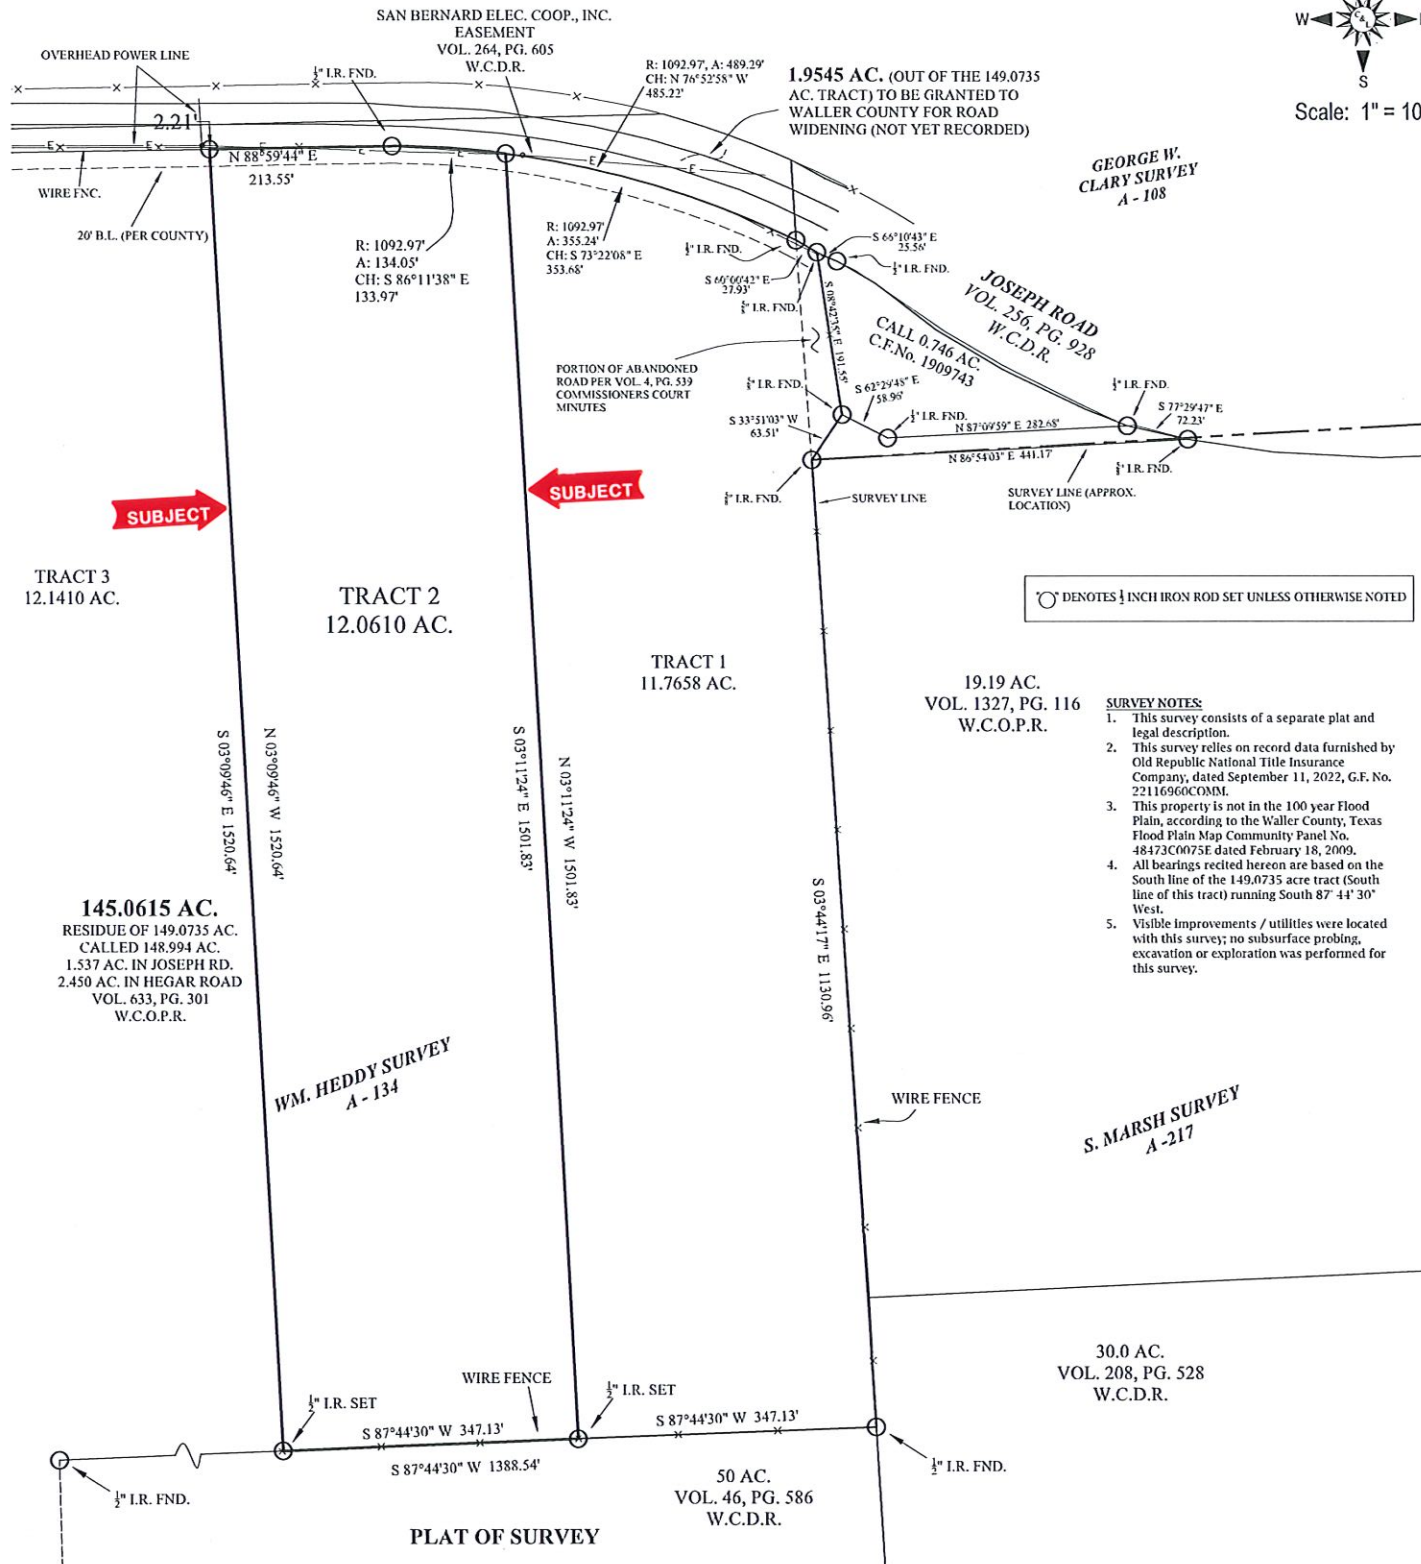 SAN BERNARD ELEC. COOP., INC.
EASEMENT
VOL. 264, PG. 605
W.C.D.R.
OVERHEAD POWER LINE
½" I.R. FND.
R: 1092.97', A: 489.29'
CH: N 76°52'58" W
485.22'
1.9545 AC. (OUT OF THE 149.0735
AC. TRACT) TO BE GRANTED TO
WALLER COUNTY FOR ROAD
WIDENING (NOT YET RECORDED)
W
C&L
S
Scale: 1" = 10
GEORGE W.
CLARY SURVEY
A - 108
2.21'
N 88°59'44" E
213.55'
WIRE FNC.
20' B.L. (PER COUNTY)
R: 1092.97'
A: 134.05'
CH: S 86°11'38" E
133.97'
R: 1092.97'
A: 355.24'
CH: S 73°22'08" E
353.68'
½" I.R. FND.
S 66°10'43" E
25.56'
½" I.R. FND.
S 60°00'42" E
27.93'
I.R. FND.
S 08°42'35" E 191.55'
JOSEPH ROAD
VOL. 256, PG. 928
W.C.D.R.
CALL 0.746 AC.
C.F.No. 1909743
PORTION OF ABANDONED
ROAD PER VOL. 4, PG. 539
COMMISSIONERS COURT
MINUTES
I.R. FND.
S 62°29'48" E
58.96'
½" I.R. FND.
S 33°51'03" W
63.51'
N 87°09'59" E 282.68'
½" I.R. FND.
S 77°29'47" E
72.23'
N 86°54'03" E 441.17'
I.R. FND.
I.R. FND.
SURVEY LINE
SURVEY LINE (APPROX.
LOCATION)
SUBJECT
SUBJECT
TRACT 3
12.1410 AC.
TRACT 2
12.0610 AC.
TRACT 1
11.7658 AC.
"○" DENOTES ½ INCH IRON ROD SET UNLESS OTHERWISE NOTED
19.19 AC.
VOL. 1327, PG. 116
W.C.O.P.R.
SURVEY NOTES:
1. This survey consists of a separate plat and
legal description.
2. This survey relies on record data furnished by
Old Republic National Title Insurance
Company, dated September 11, 2022, G.F. No.
22116960COMM.
3. This property is not in the 100 year Flood
Plain, according to the Waller County, Texas
Flood Plain Map Community Panel No.
48473C0075E dated February 18, 2009.
4. All bearings recited hereon are based on the
South line of the 149.0735 acre tract (South
line of this tract) running South 87° 44' 30"
West.
5. Visible improvements / utilities were located
with this survey; no subsurface probing,
excavation or exploration was performed for
this survey.
S 03°09'46" E 1520.64'
N 03°09'46" W 1520.64'
S 03°11'24" E 1501.83'
N 03°11'24" W 1501.83'
S 03°44'17" E 1130.96'
145.0615 AC.
RESIDUE OF 149.0735 AC.
CALLED 148.994 AC.
1.537 AC. IN JOSEPH RD.
2.450 AC. IN HEGAR ROAD
VOL. 633, PG. 301
W.C.O.P.R.
WM. HEDDY SURVEY
A - 134
WIRE FENCE
S. MARSH SURVEY
A -217
30.0 AC.
VOL. 208, PG. 528
W.C.D.R.
WIRE FENCE
½" I.R. SET
½" I.R. SET
S 87°44'30" W 347.13'
S 87°44'30" W 347.13'
S 87°44'30" W 1388.54'
½" I.R. FND.
½" I.R. FND.
50 AC.
VOL. 46, PG. 586
W.C.D.R.
PLAT OF SURVEY